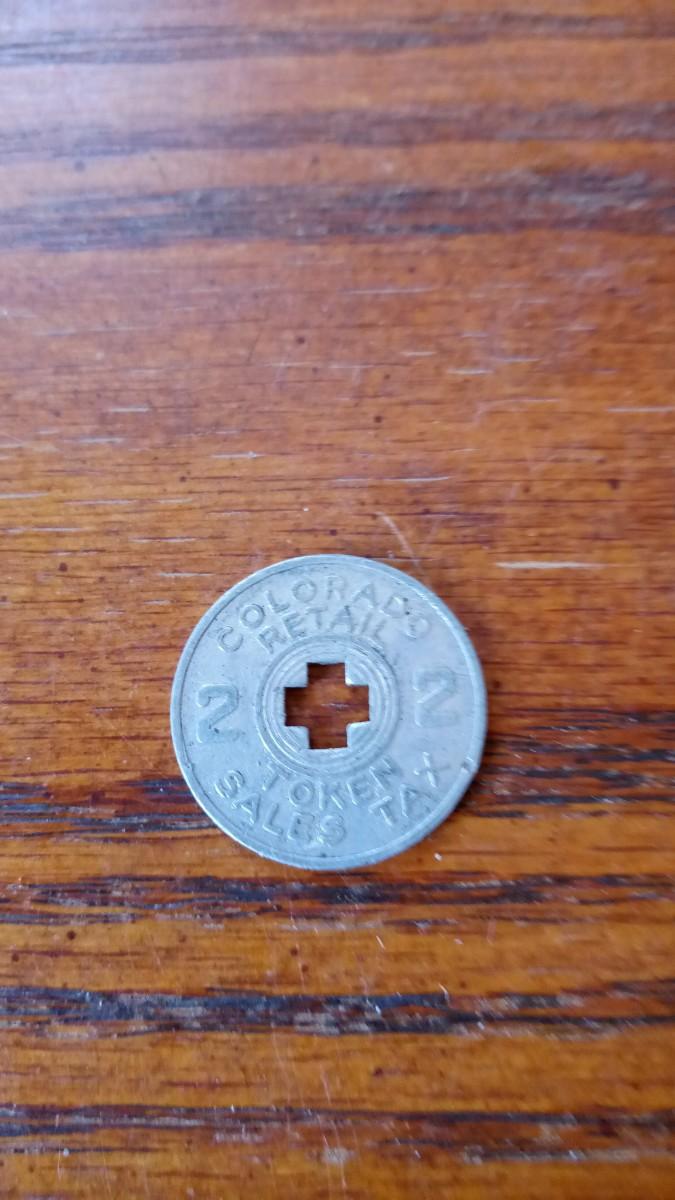 COLORADO
RETAIL
2 2
TOKEN
SALES TAX